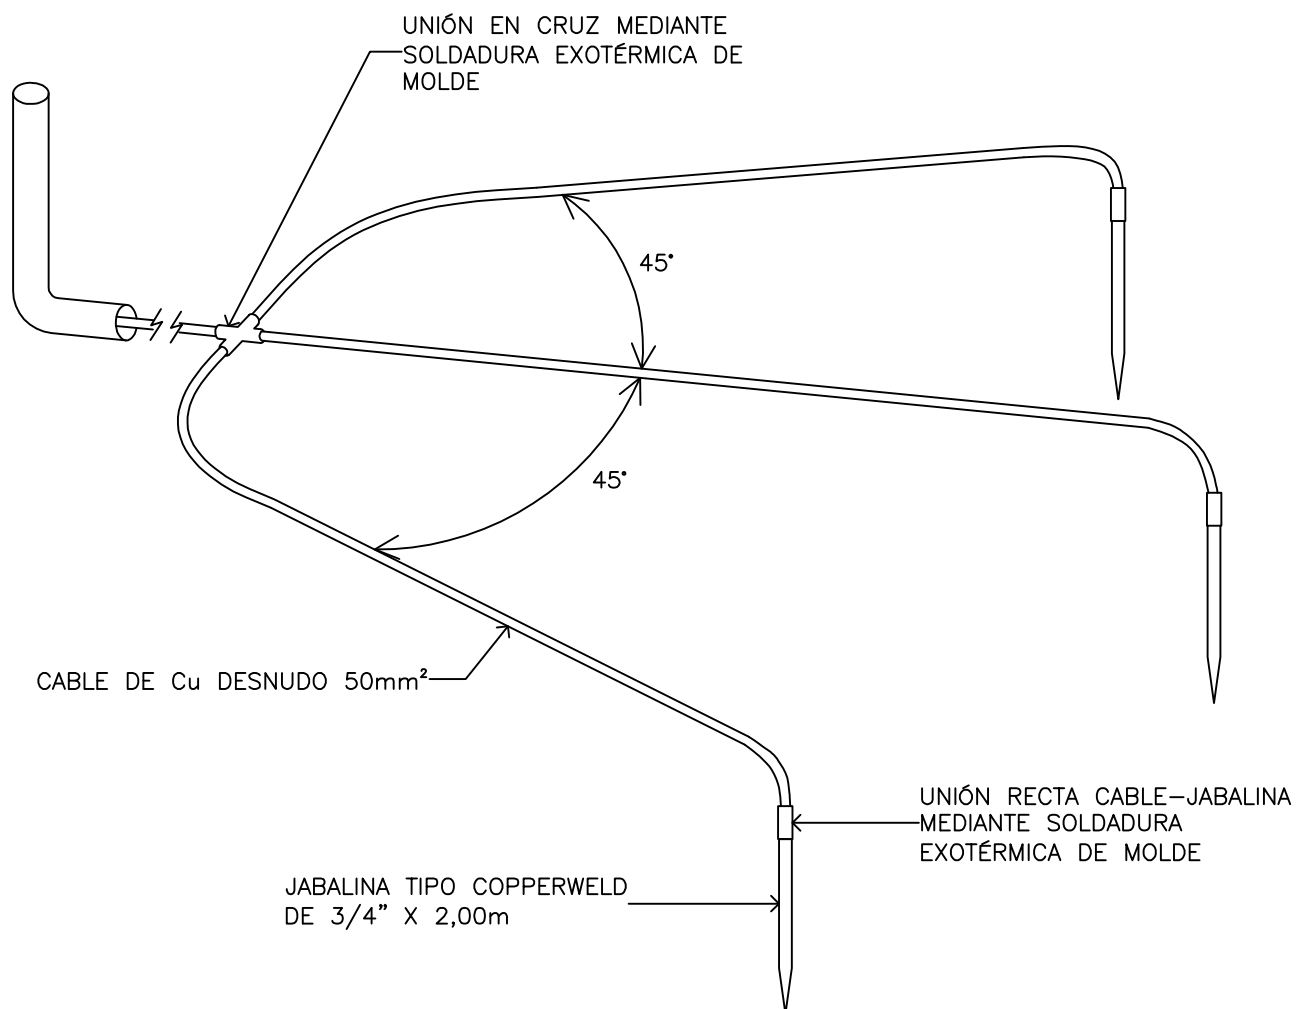 UNIÓN EN CRUZ MEDIANTE
SOLDADURA EXOTÉRMICA DE
MOLDE
45°
45°
CABLE DE Cu DESNUDO 50mm²
UNIÓN RECTA CABLE-JABALINA
MEDIANTE SOLDADURA
EXOTÉRMICA DE MOLDE
JABALINA TIPO COPPERWELD
DE 3/4” X 2,00m